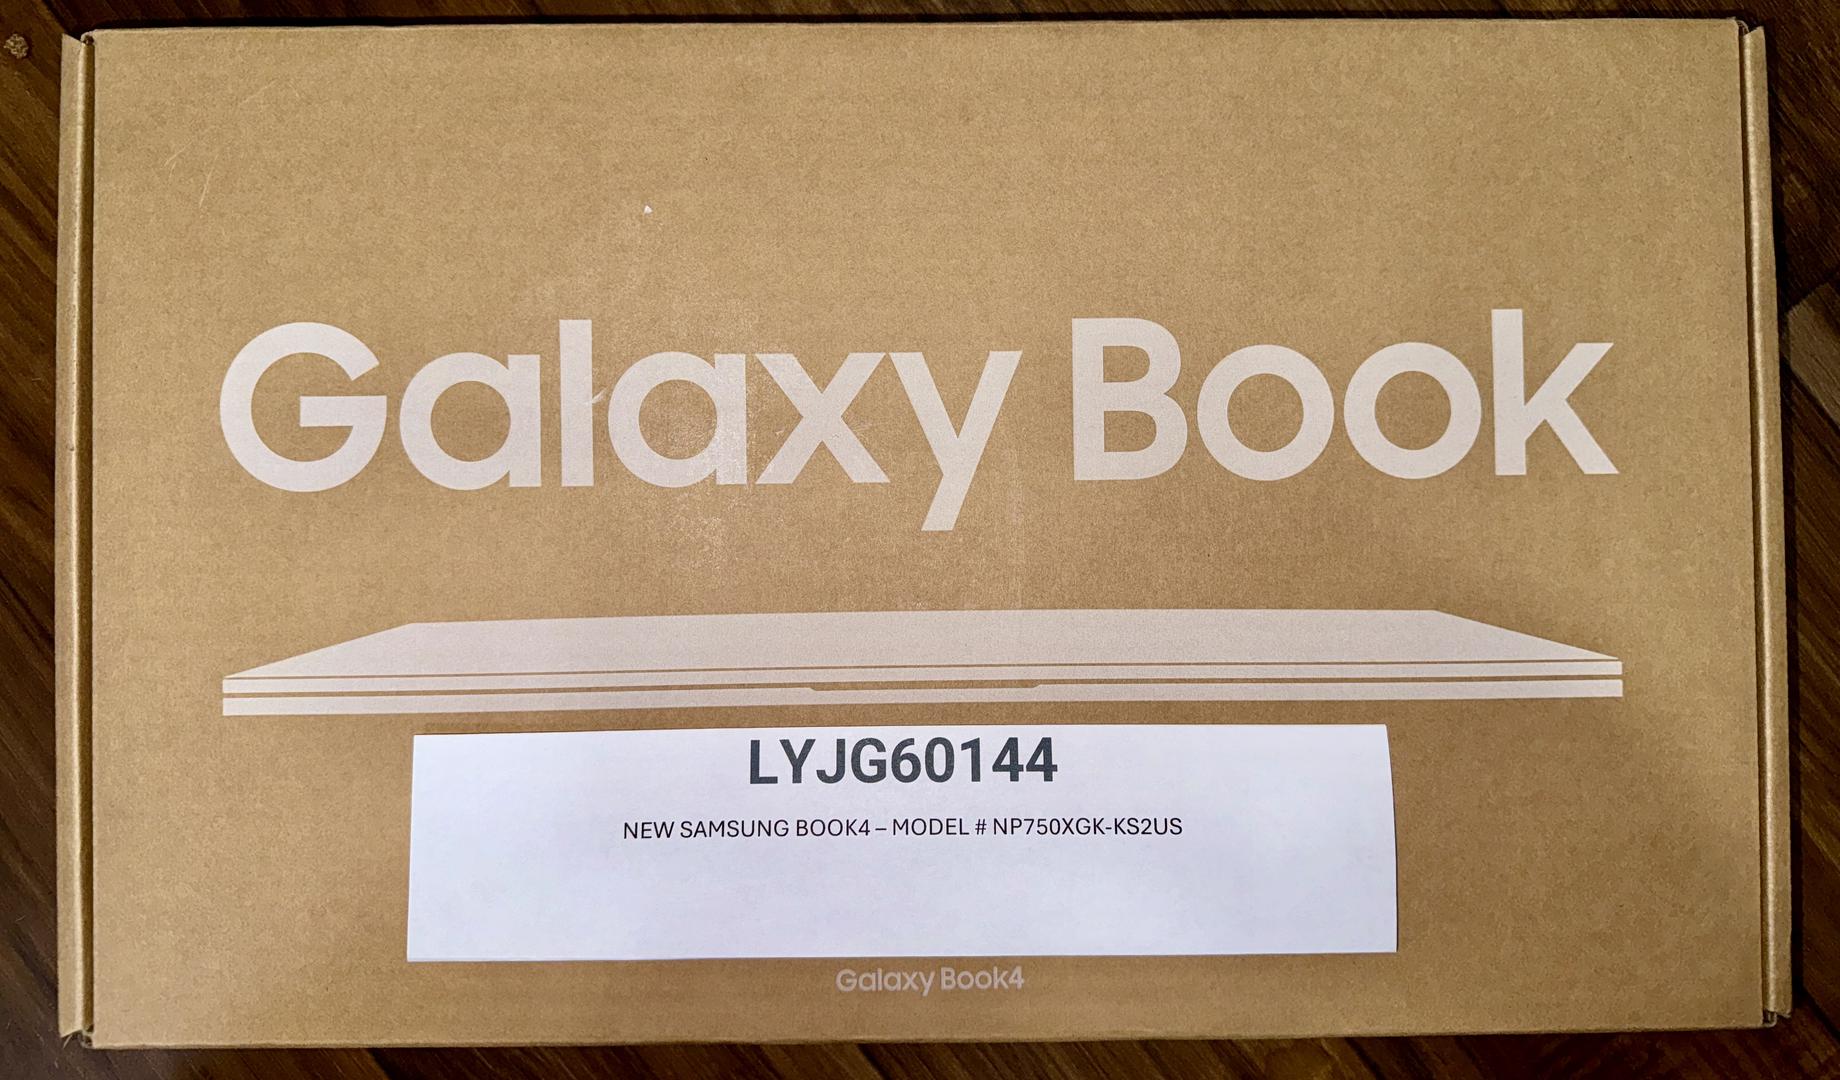 Galaxy Book
LYJG60144
NEW SAMSUNG BOOK4 – MODEL # NP750XGK-KS2US
Galaxy Book4